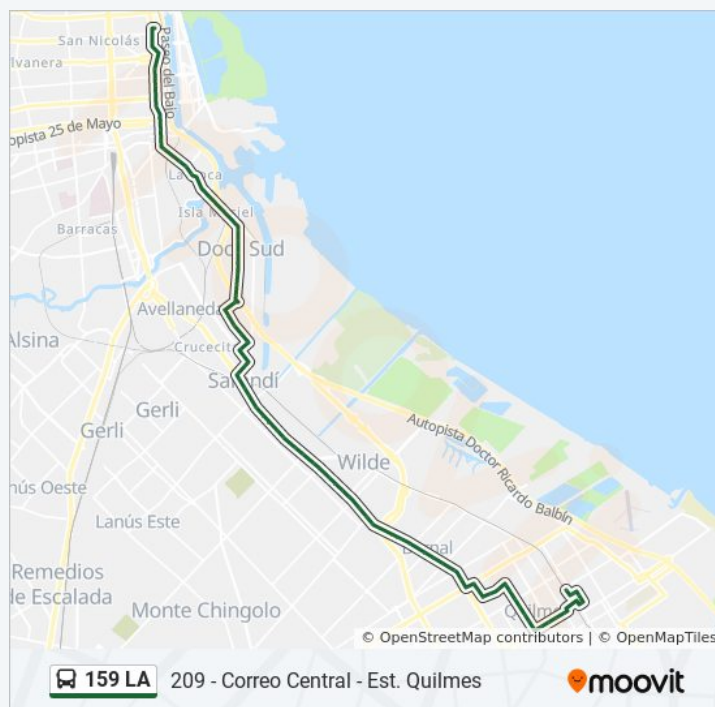 San Nicolás
lvanera
Paseo del Bajo
opista 25 de Mayo
La Boca
Isla Maciel
Barracas
Dock Sud
Avellaneda
Alsina
Crucecit
Sarandí
Gerli
Gerli
Autopista Doctor Ricardo Balbín
Wilde
nús Oeste
Lanús Este
Bernal
Remedios
de Escalada
Monte Chingolo
Quilmes
© OpenStreetMap contributors | © OpenMapTiles
159 LA
209 - Correo Central - Est. Quilmes
moovit